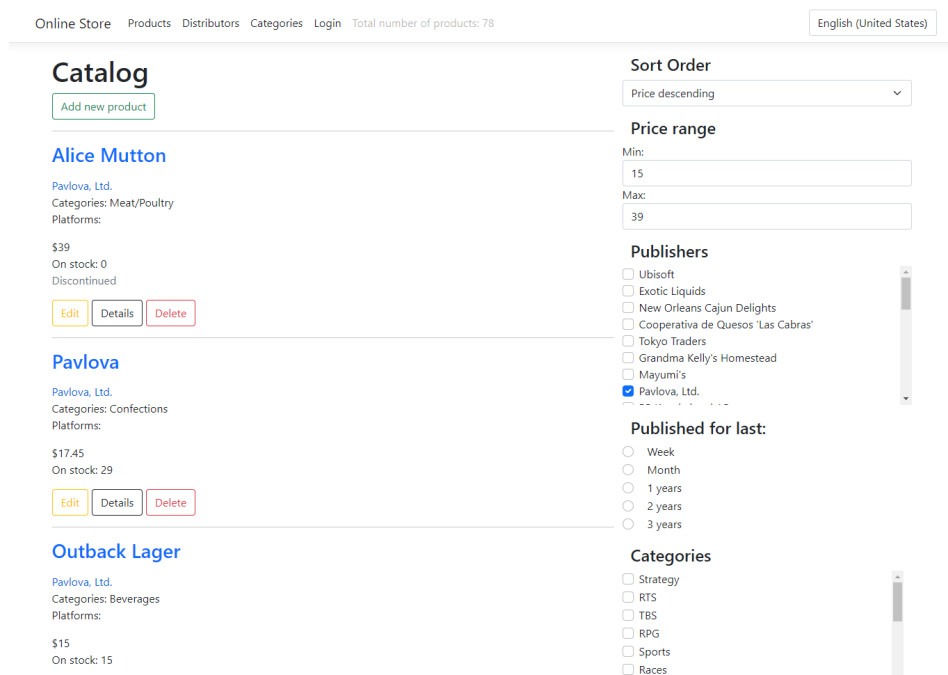 Online Store Products Distributors Categories Login Total number of products: 78 English (United States)
Catalog
Add new product
Alice Mutton
Pavlova, Ltd.
Categories: Meat/Poultry
Platforms:
$39
On stock: 0
Discontinued
Edit Details Delete
Pavlova
Pavlova, Ltd.
Categories: Confections
Platforms:
$17.45
On stock: 29
Edit Details Delete
Outback Lager
Pavlova, Ltd.
Categories: Beverages
Platforms:
$15
On stock: 15
Sort Order
Price descending
Price range
Min:
15
Max:
39
Publishers
Ubisoft
Exotic Liquids
New Orleans Cajun Delights
Cooperativa de Quesos 'Las Cabras'
Tokyo Traders
Grandma Kelly's Homestead
Mayumi's
Pavlova, Ltd.
Published for last:
Week
Month
1 years
2 years
3 years
Categories
Strategy
RTS
TBS
RPG
Sports
Races